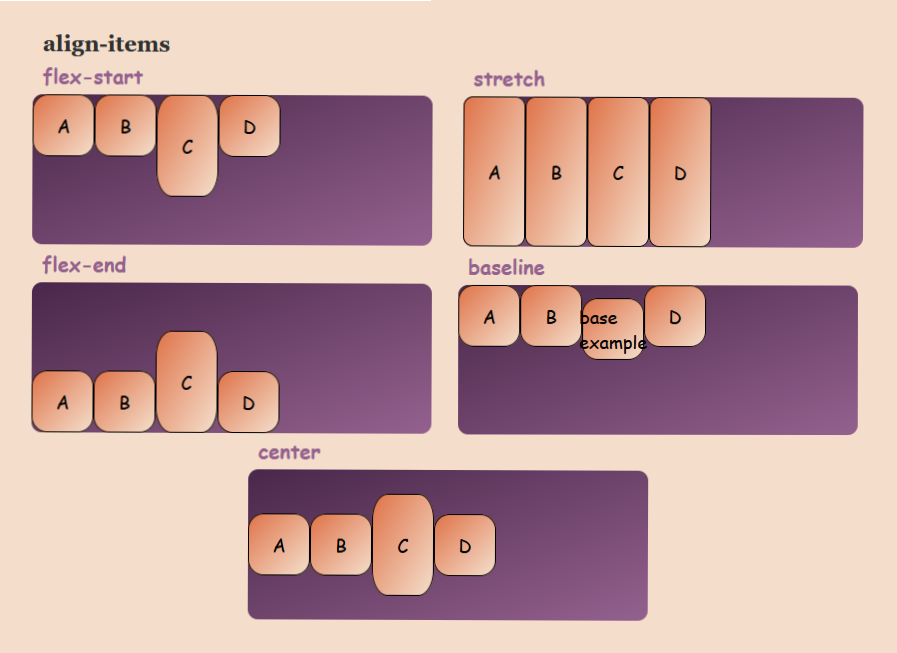 align-items
flex-start
A B C D
stretch
A B C D
flex-end
A B C D
baseline
A B base D
example
center
A B C D